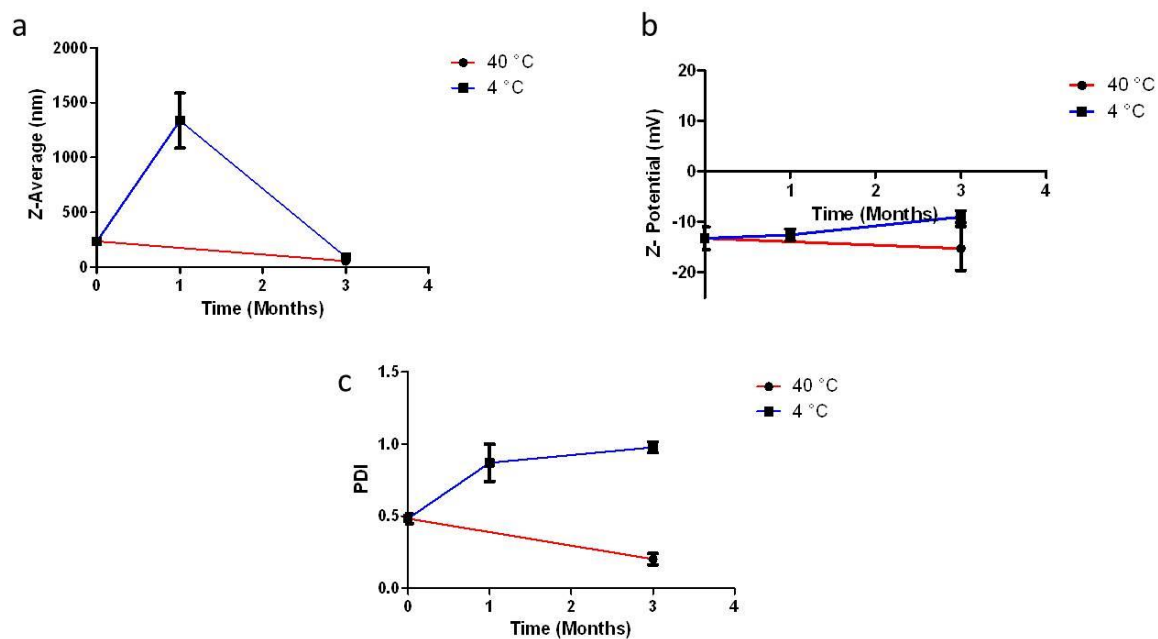 a
2000
1500
1000
500
0
Z-Average (nm)
0 1 2 3 4
Time (Months)
40 °C
4 °C
b
20
10
0
-10
-20
Z- Potential (mV)
1 2 3 4
Time (Months)
40 °C
4 °C
c
1.5
1.0
0.5
0.0
PDI
0 1 2 3 4
Time (Months)
40 °C
4 °C